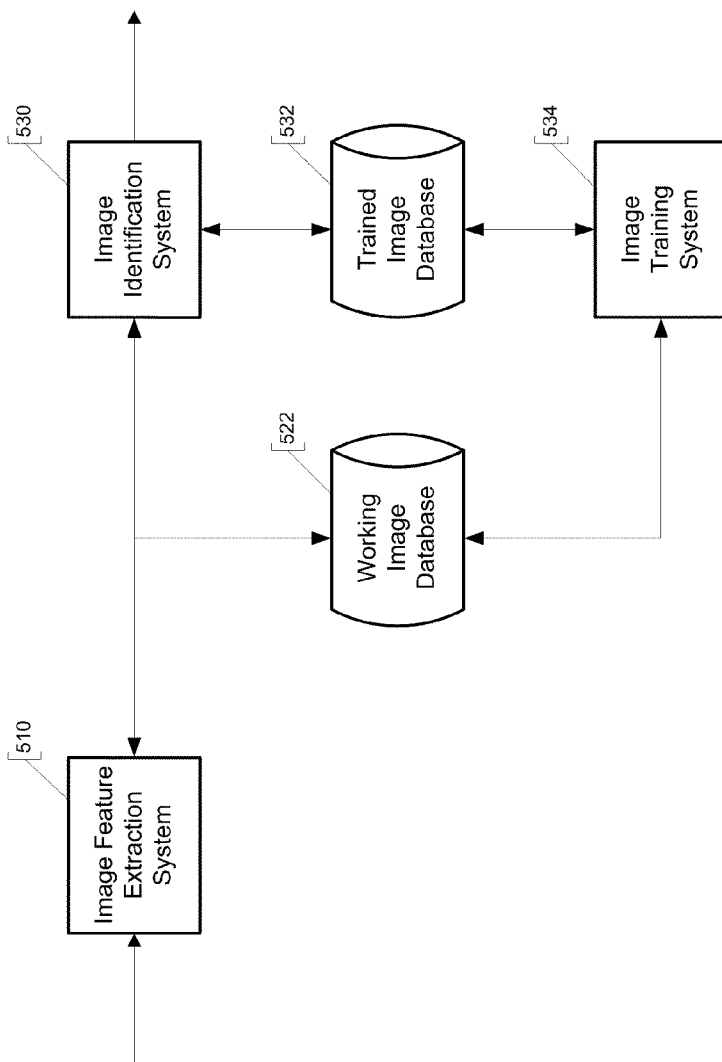 510
Image Feature
Extraction
System
530
Image
Identification
System
522
Working
Image
Database
532
Trained
Image
Database
534
Image
Training
System